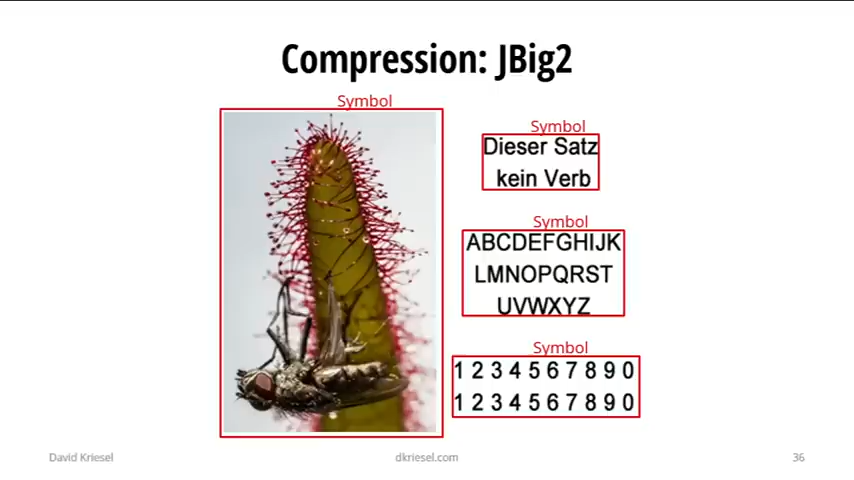 Compression: JBig2
Symbol
Symbol
Dieser Satz
kein Verb
Symbol
ABCDEFGHIJK
LMNOPQRST
UVWXYZ
Symbol
1 2 3 4 5 6 7 8 9 0
1 2 3 4 5 6 7 8 9 0
David Kriesel
dkriesel.com
36